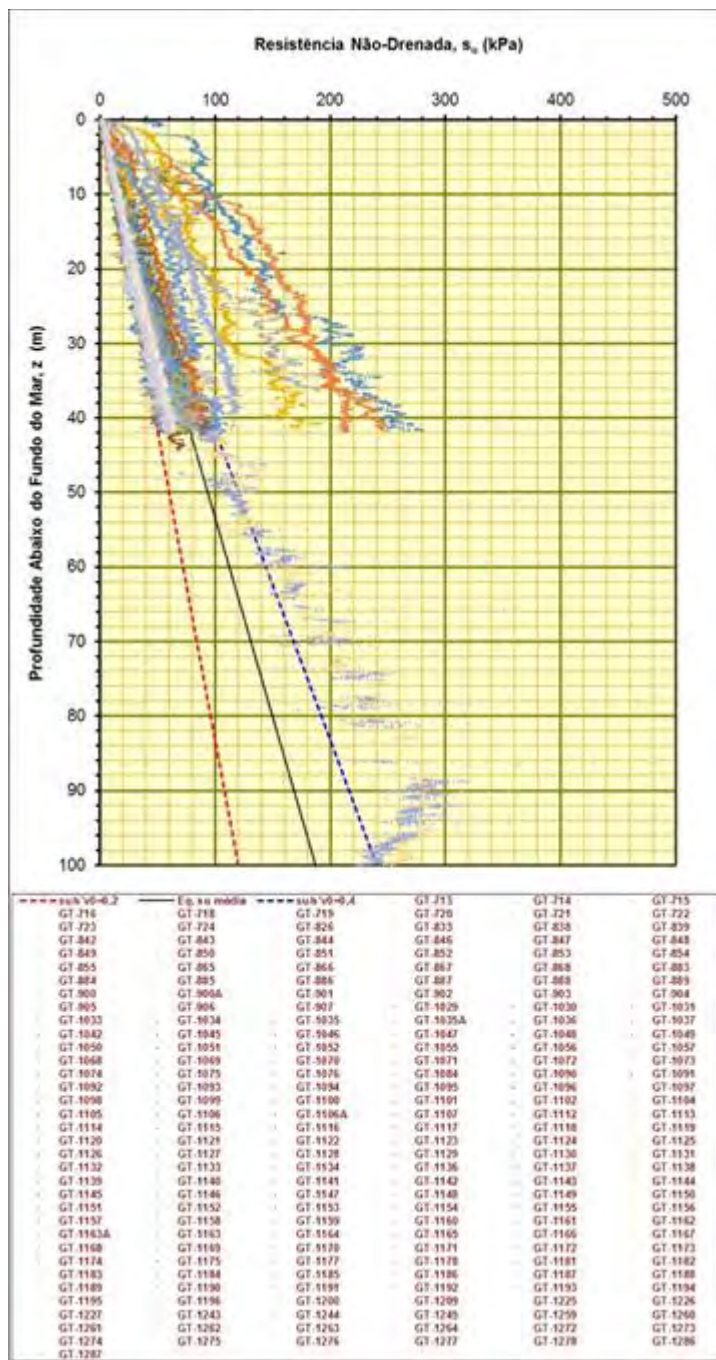 Resistência Não-Drenada, su (kPa)
0 100 200 300 400 500
0
10
20
30
40
50
60
70
80
90
100
Profundidade Abaixo do Fundo do Mar, z (m)
Eq. su média GT-713 GT-714 GT-715
GT-716 GT-718 GT-719 GT-720 GT-721 GT-722
GT-723 GT-724 GT-826 GT-833 GT-838 GT-839
GT-842 GT-843 GT-844 GT-846 GT-847 GT-848
GT-849 GT-850 GT-851 GT-852 GT-853 GT-854
GT-855 GT-865 GT-866 GT-867 GT-868 GT-883
GT-884 GT-885 GT-886 GT-887 GT-888 GT-889
GT-900 GT-900A GT-901 GT-902 GT-903 GT-904
GT-905 GT-906 GT-907 GT-1029 GT-1030 GT-1031
GT-1033 GT-1034 GT-1035 GT-1035A GT-1036 GT-1037
GT-1042 GT-1045 GT-1046 GT-1047 GT-1048 GT-1049
GT-1050 GT-1051 GT-1052 GT-1055 GT-1056 GT-1057
GT-1068 GT-1069 GT-1070 GT-1071 GT-1072 GT-1073
GT-1074 GT-1075 GT-1076 GT-1084 GT-1090 GT-1091
GT-1092 GT-1093 GT-1094 GT-1095 GT-1096 GT-1097
GT-1098 GT-1099 GT-1100 GT-1101 GT-1102 GT-1104
GT-1105 GT-1106 GT-1106A GT-1107 GT-1112 GT-1113
GT-1114 GT-1115 GT-1116 GT-1117 GT-1118 GT-1119
GT-1120 GT-1121 GT-1122 GT-1123 GT-1124 GT-1125
GT-1126 GT-1127 GT-1128 GT-1129 GT-1130 GT-1131
GT-1132 GT-1133 GT-1134 GT-1136 GT-1137 GT-1138
GT-1139 GT-1140 GT-1141 GT-1142 GT-1143 GT-1144
GT-1145 GT-1146 GT-1147 GT-1148 GT-1149 GT-1150
GT-1151 GT-1152 GT-1153 GT-1154 GT-1155 GT-1156
GT-1157 GT-1158 GT-1159 GT-1160 GT-1161 GT-1162
GT-1163A GT-1163 GT-1164 GT-1165 GT-1166 GT-1167
GT-1168 GT-1169 GT-1170 GT-1171 GT-1172 GT-1173
GT-1174 GT-1175 GT-1177 GT-1178 GT-1181 GT-1182
GT-1183 GT-1184 GT-1185 GT-1186 GT-1187 GT-1188
GT-1189 GT-1190 GT-1191 GT-1192 GT-1193 GT-1194
GT-1195 GT-1196 GT-1200 GT-1209 GT-1225 GT-1226
GT-1227 GT-1243 GT-1244 GT-1249 GT-1259 GT-1260
GT-1261 GT-1262 GT-1263 GT-1264 GT-1272 GT-1273
GT-1274 GT-1275 GT-1276 GT-1277 GT-1278 GT-1286
GT-1287